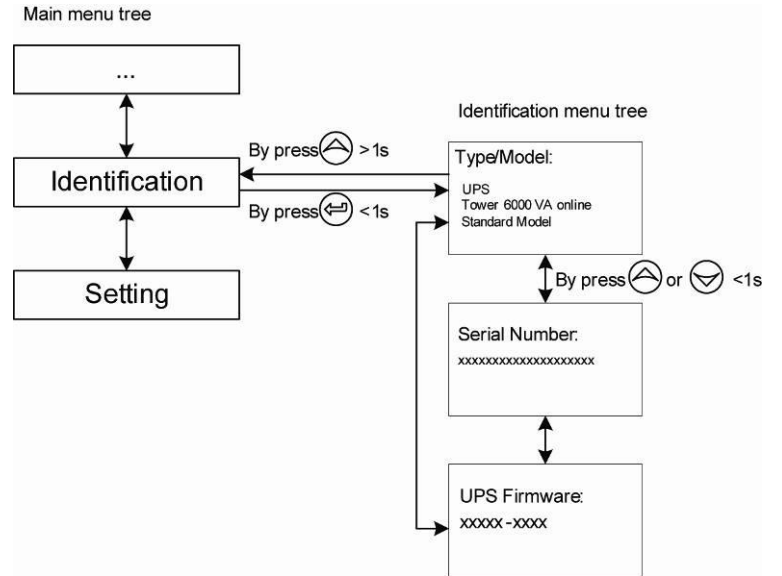 Main menu tree
...
Identification
Setting
By press >1s
By press <1s
Identification menu tree
Type/Model:
UPS
Tower 6000 VA online
Standard Model
By press or <1s
Serial Number:
xxxxxxxxxxxxxxxxxxxx
UPS Firmware:
xxxxx-xxxx